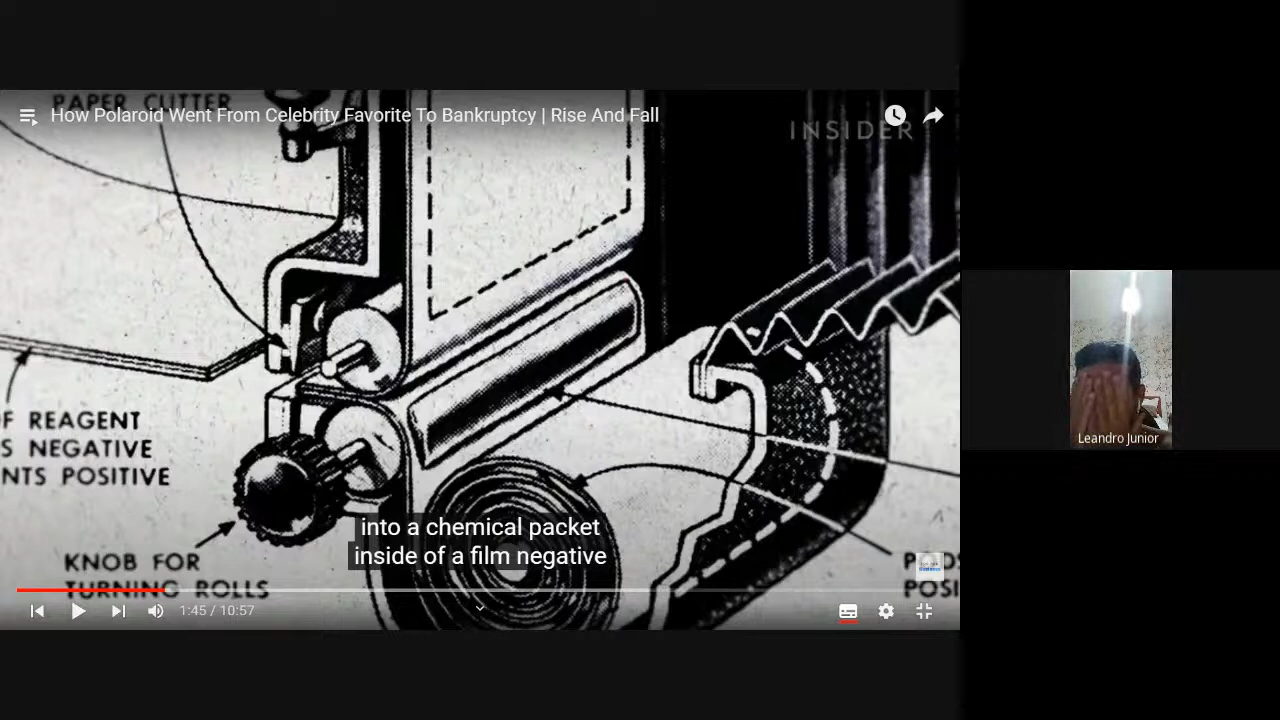 PAPER CUTTER
How Polaroid Went From Celebrity Favorite To Bankruptcy | Rise And Fall
INSIDER
F REAGENT
S NEGATIVE
NTS POSITIVE
into a chemical packet
inside of a film negative
KNOB FOR
TURNING ROLLS
POSI
1:45 / 10:57
Leandro Junior